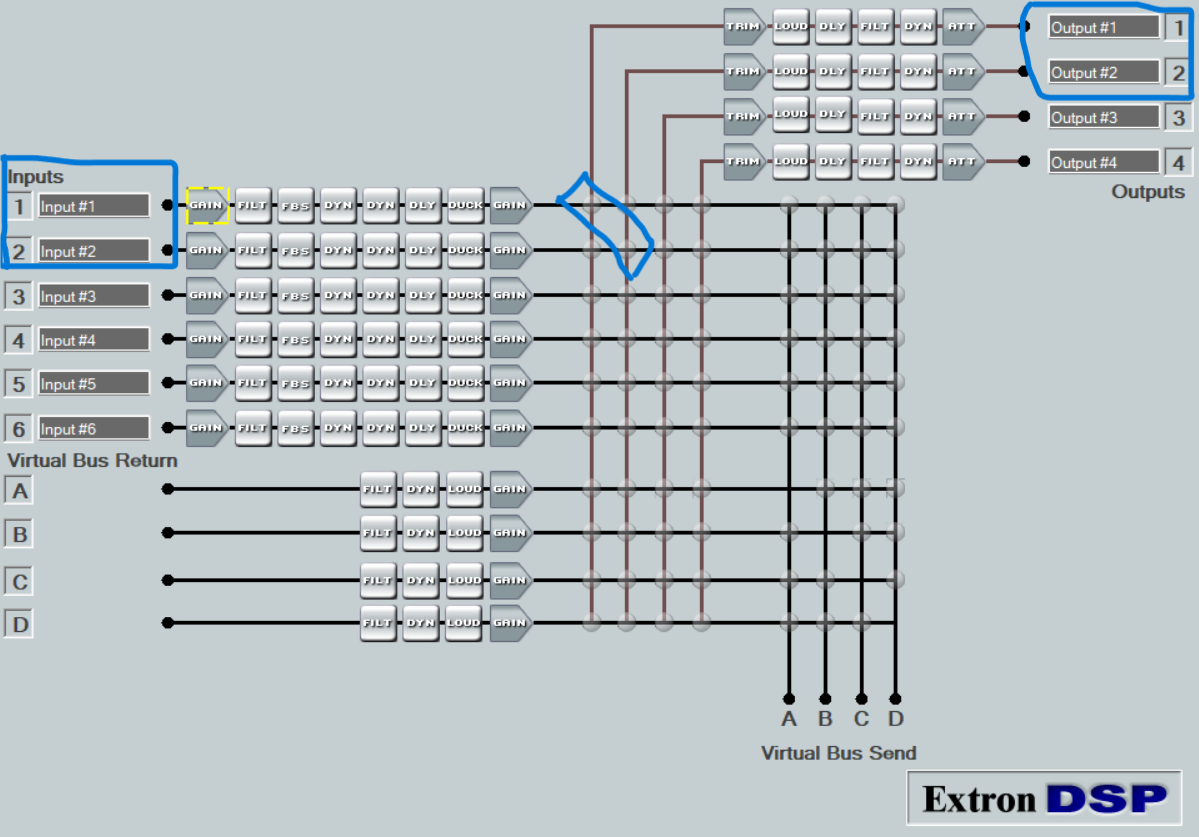 TRIM LOUD DLY FILT DYN ATT Output #1 1
TRIM LOUD DLY FILT DYN ATT Output #2 2
TRIM LOUD DLY FILT DYN ATT Output #3 3
TRIM LOUD DLY FILT DYN ATT Output #4 4
Outputs
Inputs
1 Input #1 GAIN FILT FBS DYN DYN DLY DUCK GAIN
2 Input #2 GAIN FILT FBS DYN DYN DLY DUCK GAIN
3 Input #3 GAIN FILT FBS DYN DYN DLY DUCK GAIN
4 Input #4 GAIN FILT FBS DYN DYN DLY DUCK GAIN
5 Input #5 GAIN FILT FBS DYN DYN DLY DUCK GAIN
6 Input #6 GAIN FILT FBS DYN DYN DLY DUCK GAIN
Virtual Bus Return
A FILT DYN LOUD GAIN
B FILT DYN LOUD GAIN
C FILT DYN LOUD GAIN
D FILT DYN LOUD GAIN
A B C D
Virtual Bus Send
Extron DSP